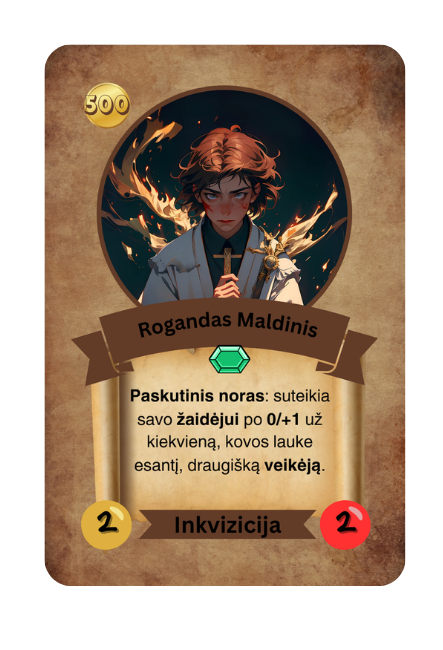 500
Rogandas Maldinis
Paskutinis noras: suteikia
savo žaidėjui po 0/+1 už
kiekvieną, kovos lauke
esantį, draugišką veikėją.
2 Inkvizicija 2